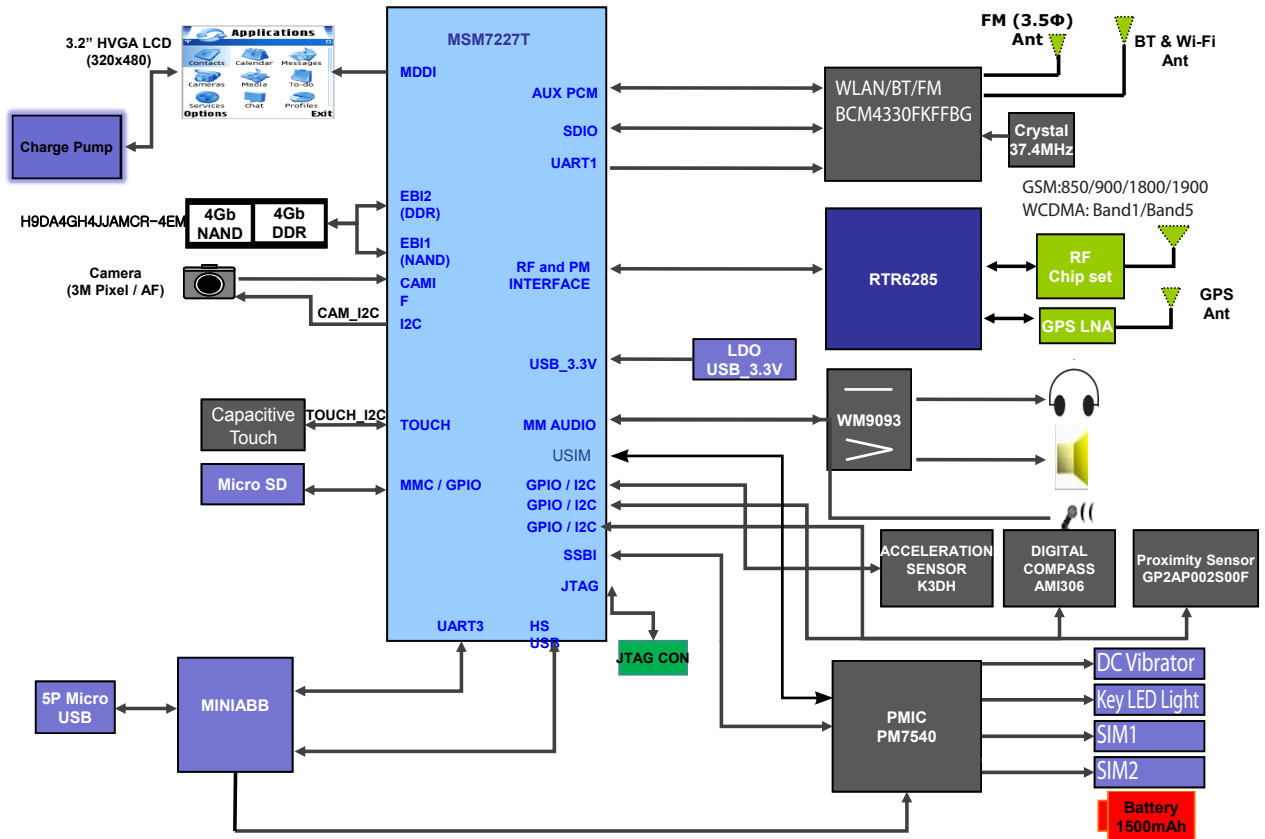 3.2” HVGA LCD
(320x480)
Applications
Contacts
Calendar
Messages
Cameras
Media
To-do
Services
Chat
Profiles
Options
Exit
Charge Pump
MSM7227T
MDDI
AUX PCM
SDIO
UART1
WLAN/BT/FM
BCM4330FKFFBG
FM (3.5Φ)
Ant
BT & Wi-Fi
Ant
Crystal
37.4MHz
H9DA4GH4JJAMCR-4EM
4Gb
NAND
4Gb
DDR
EBI2
(DDR)
EBI1
(NAND)
CAMI
F
I2C
Camera
(3M Pixel / AF)
CAM_I2C
RF and PM
INTERFACE
RTR6285
GSM:850/900/1800/1900
WCDMA: Band1/Band5
RF
Chip set
GPS LNA
GPS
Ant
USB_3.3V
LDO
USB_3.3V
Capacitive
Touch
TOUCH_I2C
TOUCH
MM AUDIO
WM9093
Micro SD
MMC / GPIO
USIM
GPIO / I2C
GPIO / I2C
GPIO / I2C
SSBI
JTAG
ACCELERATION
SENSOR
K3DH
DIGITAL
COMPASS
AMI306
Proximity Sensor
GP2AP002S00F
UART3
HS
USB
JTAG CON
5P Micro
USB
MINIABB
PMIC
PM7540
DC Vibrator
Key LED Light
SIM1
SIM2
Battery
1500mAh